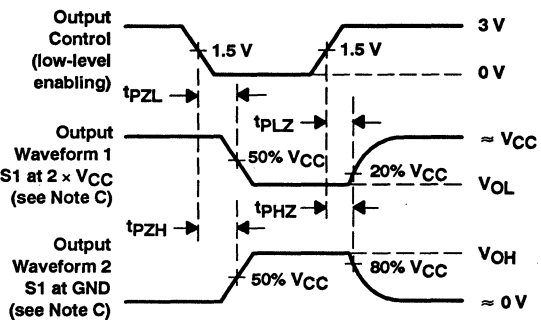 Output
Control
(low-level
enabling)
3 V
1.5 V
1.5 V
0 V
tPZL
tPLZ
Output
Waveform 1
S1 at 2 × VCC
(see Note C)
≈ VCC
50% VCC
20% VCC
VOL
tPZH
tPHZ
Output
Waveform 2
S1 at GND
(see Note C)
VOH
50% VCC
80% VCC
≈ 0 V